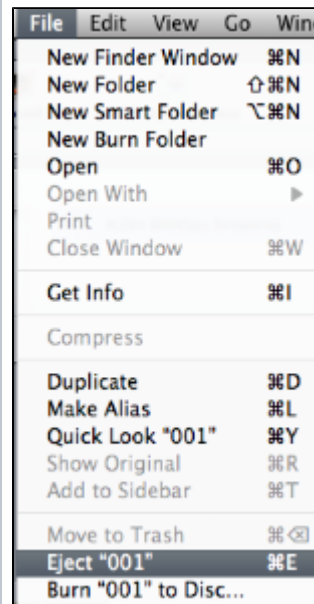 File Edit View Go Win
New Finder Window ⌘N
New Folder ⇧⌘N
New Smart Folder ⌥⌘N
New Burn Folder
Open ⌘O
Open With ▶
Print
Close Window ⌘W
Get Info ⌘I
Compress
Duplicate ⌘D
Make Alias ⌘L
Quick Look "001" ⌘Y
Show Original ⌘R
Add to Sidebar ⌘T
Move to Trash ⌘⌫
Eject "001" ⌘E
Burn "001" to Disc...